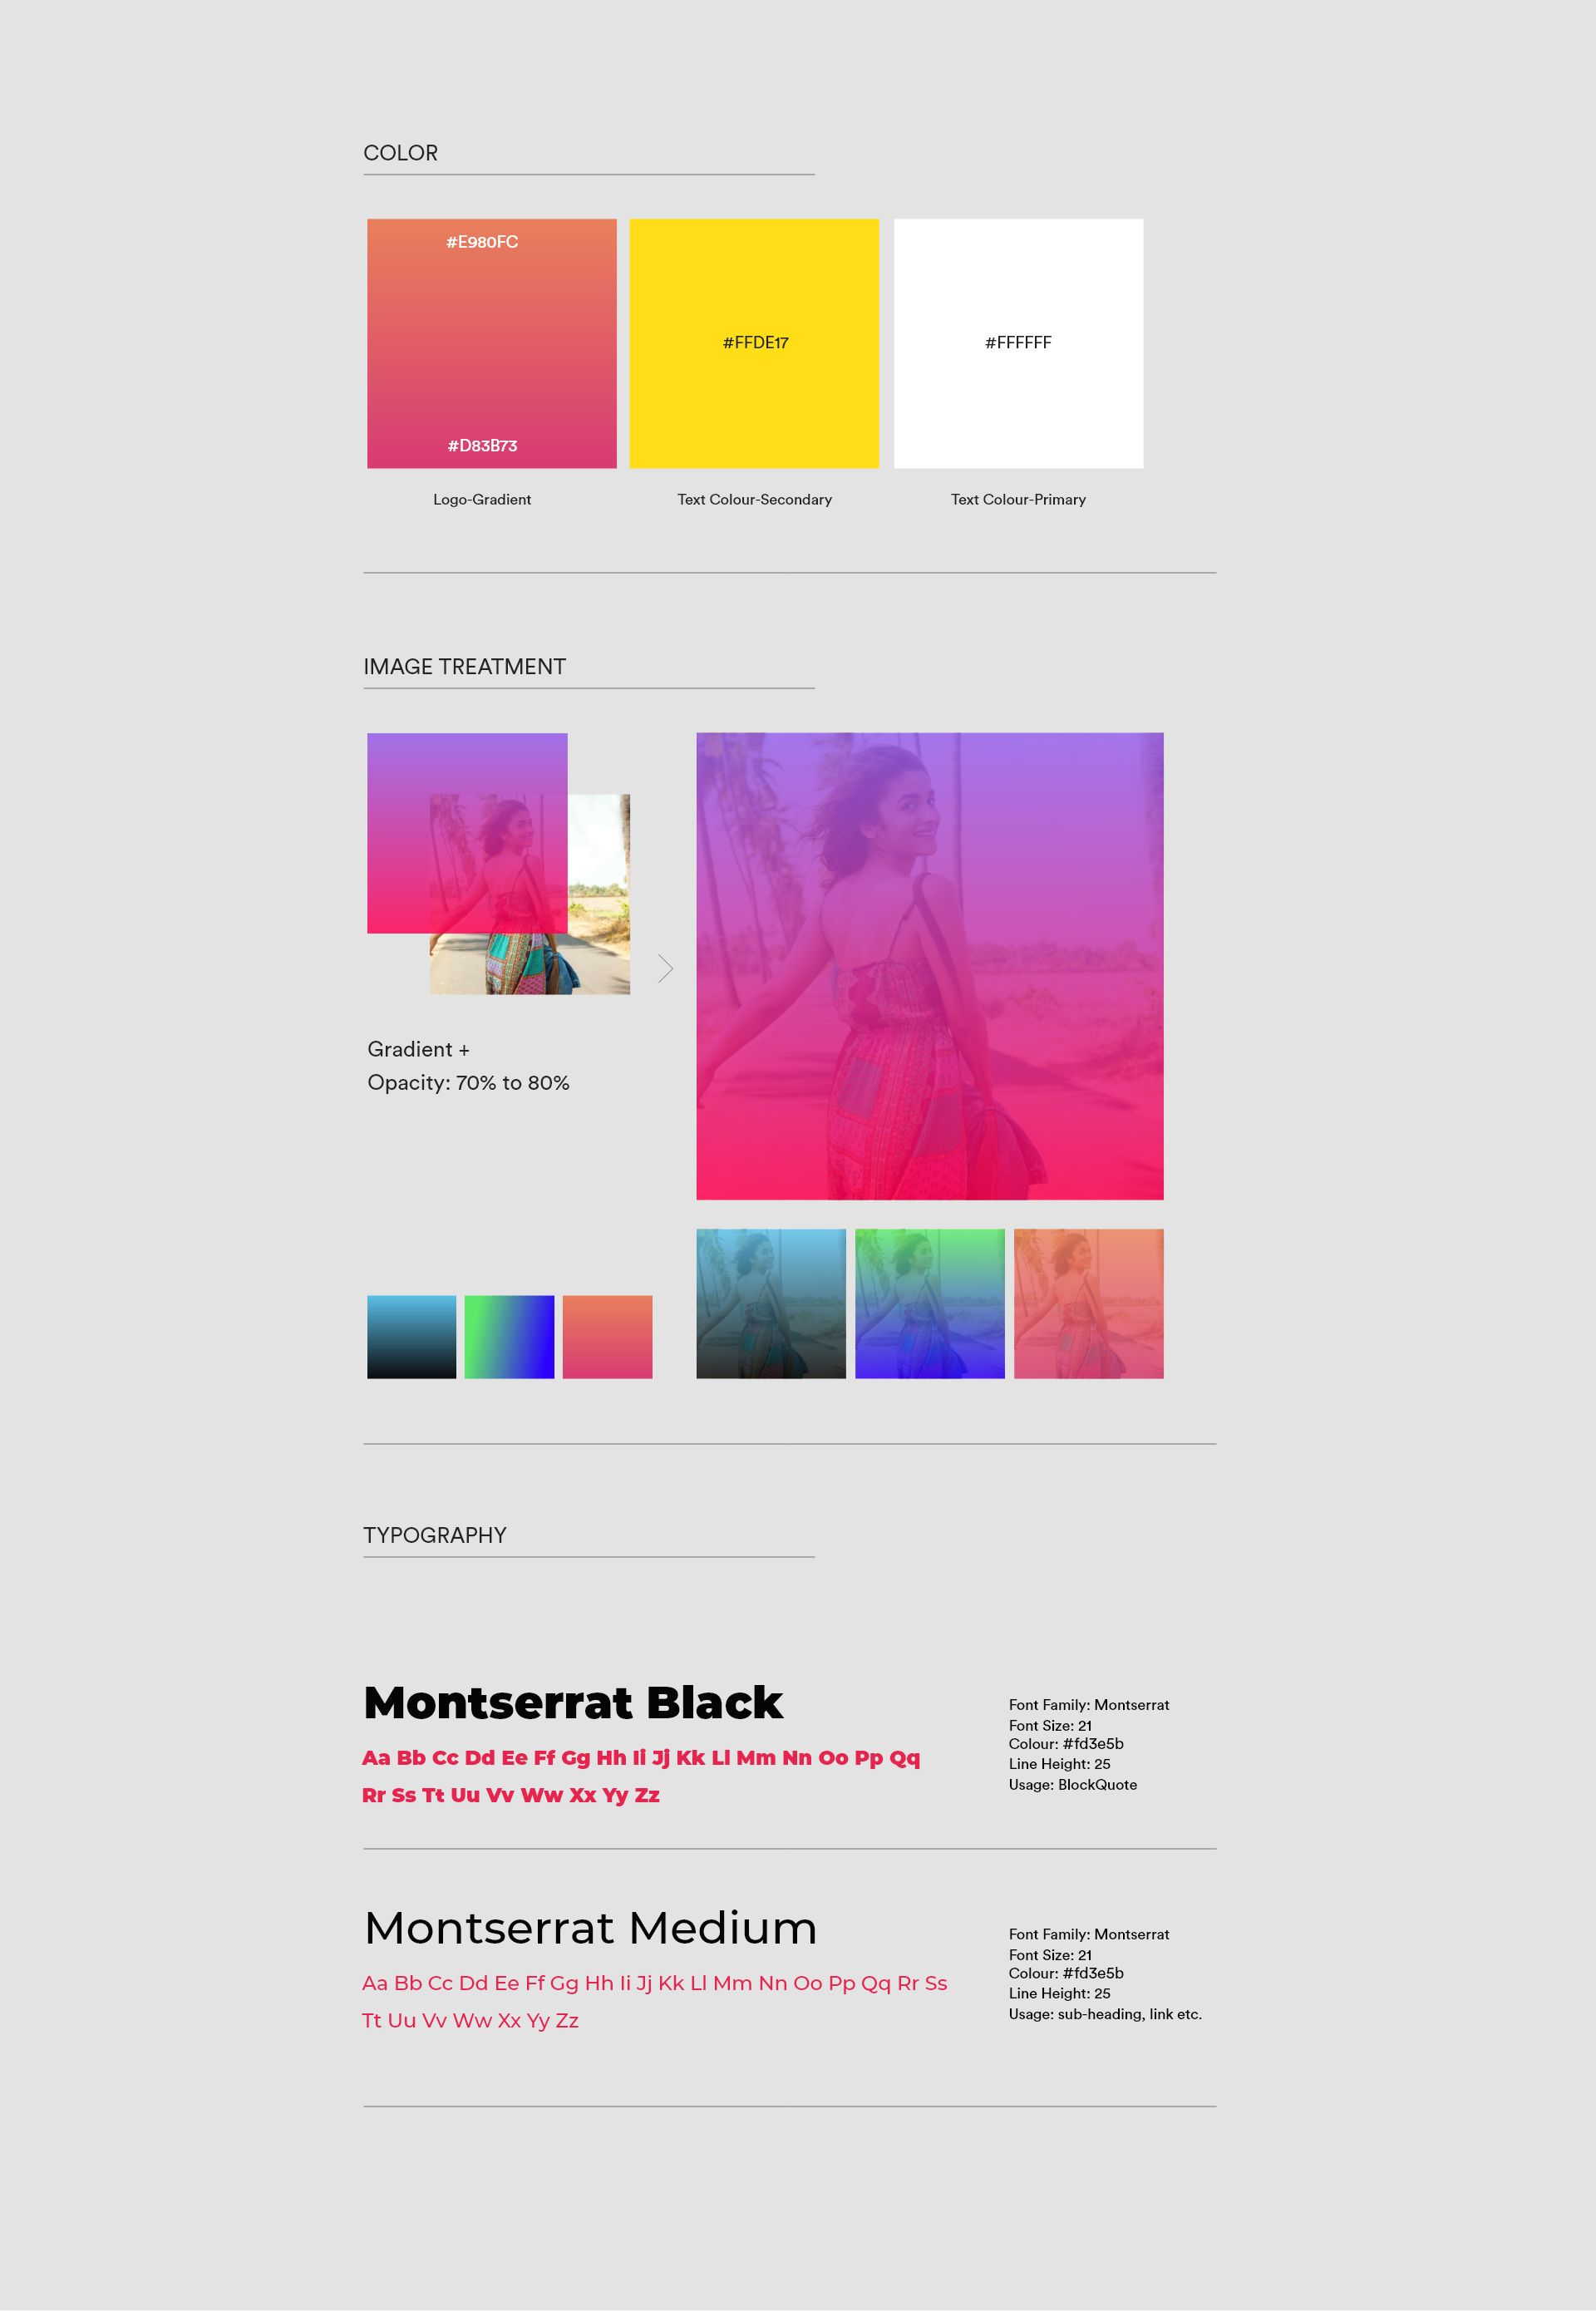 COLOR
#E980FC
#D83B73
#FFDE17
#FFFFFF
Logo-Gradient
Text Colour-Secondary
Text Colour-Primary
IMAGE TREATMENT
Gradient +
Opacity: 70% to 80%
TYPOGRAPHY
Montserrat Black
Aa Bb Cc Dd Ee Ff Gg Hh Ii Jj Kk Ll Mm Nn Oo Pp Qq
Rr Ss Tt Uu Vv Ww Xx Yy Zz
Font Family: Montserrat
Font Size: 21
Colour: #fd3e5b
Line Height: 25
Usage: BlockQuote
Montserrat Medium
Aa Bb Cc Dd Ee Ff Gg Hh Ii Jj Kk Ll Mm Nn Oo Pp Qq Rr Ss
Tt Uu Vv Ww Xx Yy Zz
Font Family: Montserrat
Font Size: 21
Colour: #fd3e5b
Line Height: 25
Usage: sub-heading, link etc.